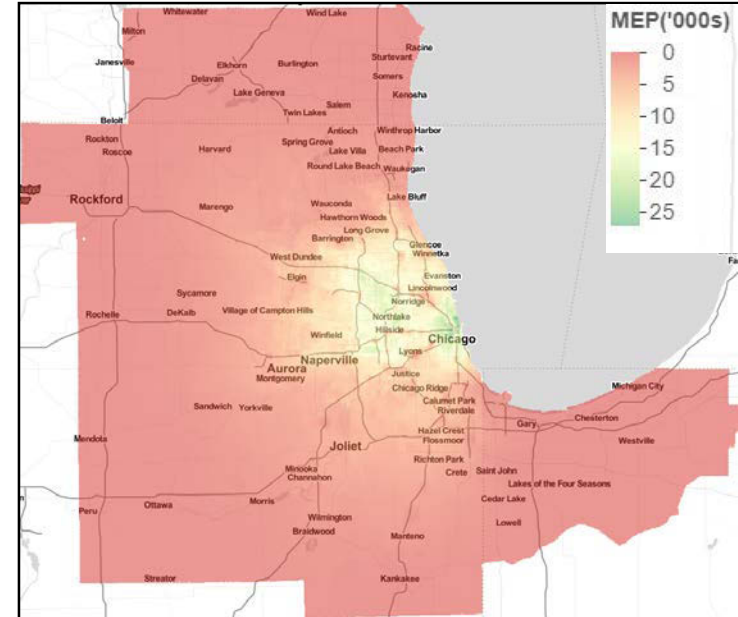 MEP('000s)
0
5
10
15
20
25
Whitewater
Wind Lake
Milton
Racine
Janesville
Elkhorn
Burlington
Sturtevant
Delavan
Somers
Lake Geneva
Kenosha
Salem
Twin Lakes
Beloit
Antioch
Winthrop Harbor
Rockton
Spring Grove
Roscoe
Harvard
Lake Villa
Beach Park
Round Lake Beach
Waukegan
Rockford
Marengo
Wauconda
Lake Bluff
Hawthorn Woods
Long Grove
Barrington
Glencoe
Winnetka
West Dundee
Fa
Elgin
Evanston
Lincolnwood
Sycamore
Norridge
Rochelle
DeKalb
Village of Campton Hills
Northlake
Winfield
Hillside
Chicago
Lyons
Naperville
Aurora
Montgomery
Justice
Chicago Ridge
Michigan City
Calumet Park
Sandwich
Yorkville
Riverdale
Chesterton
Gary
Mendota
Hazel Crest
Flossmoor
Westville
Joliet
Richton Park
Minooka
Crete
Saint John
Channahon
Lakes of the Four Seasons
Peru
Ottawa
Morris
Cedar Lake
Wilmington
Lowell
Braidwood
Manteno
Streator
Kankakee